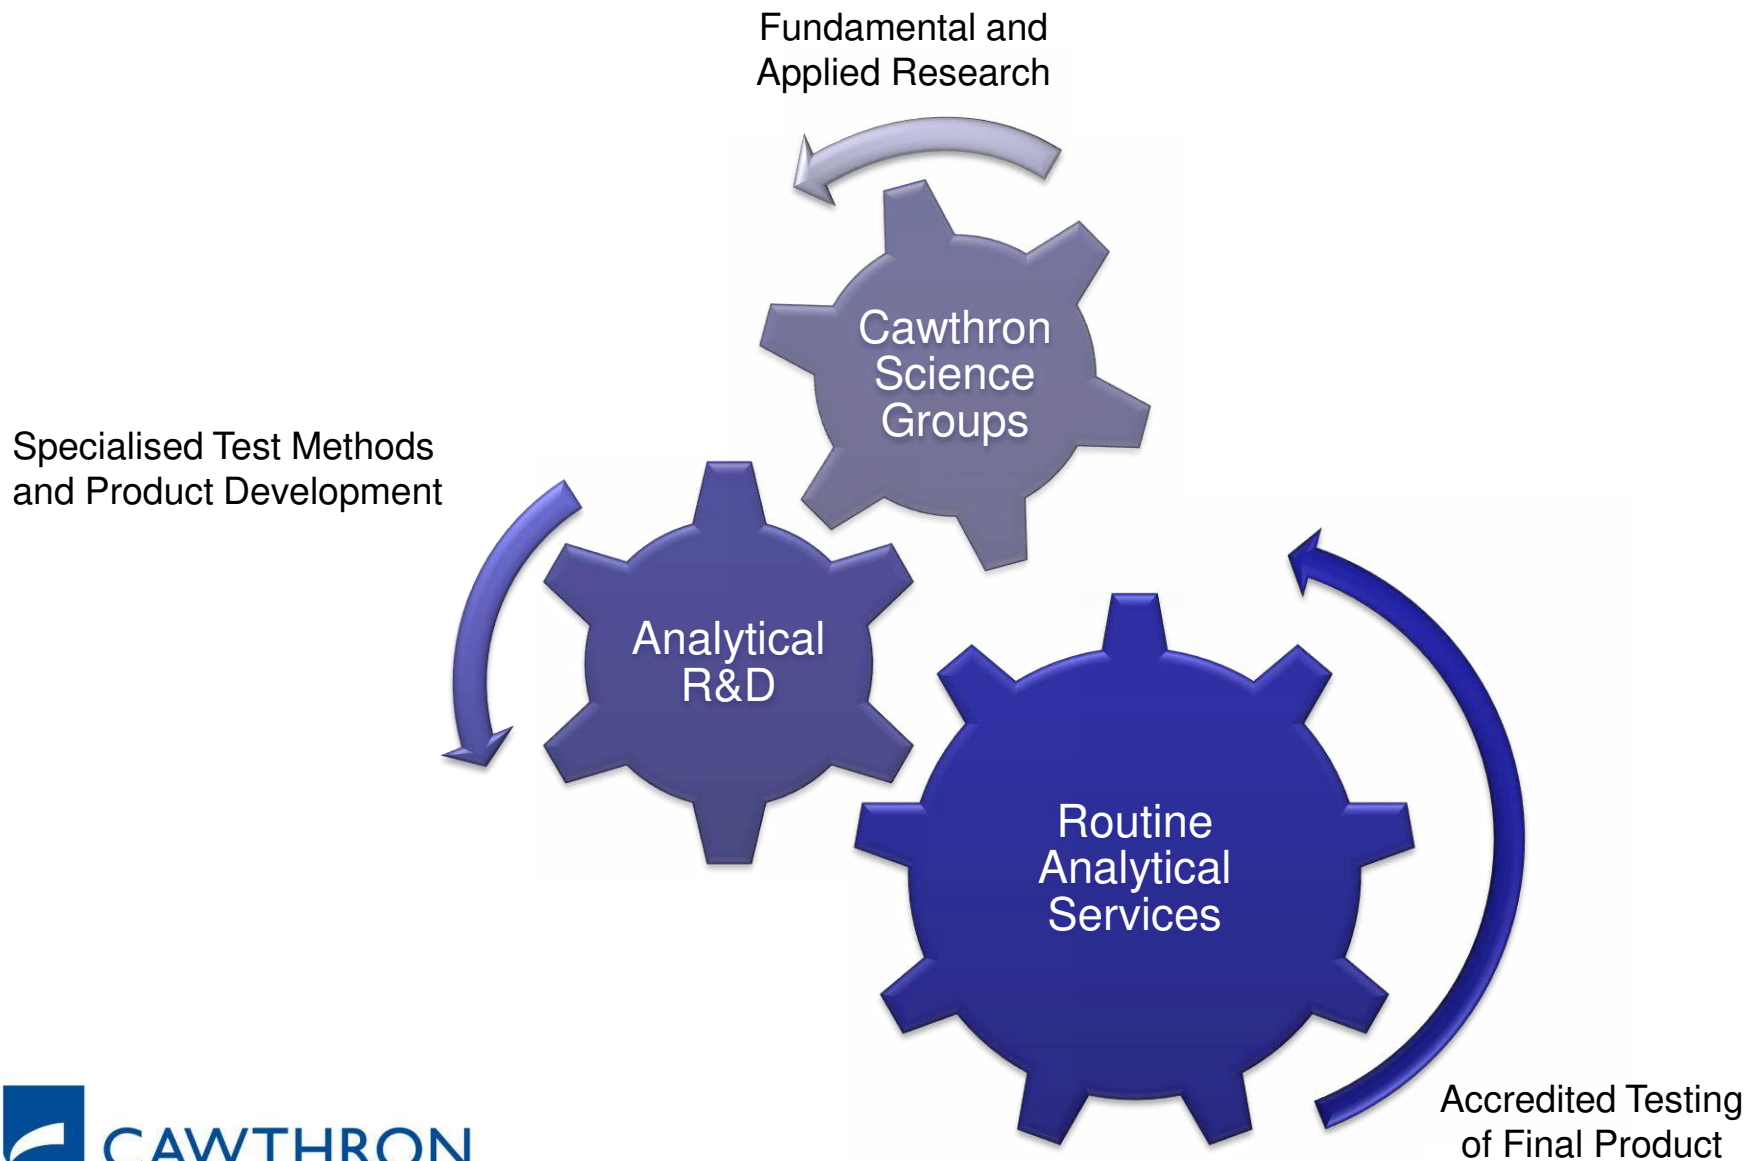 Fundamental and
Applied Research
Cawthron
Science
Groups
Specialised Test Methods
and Product Development
Analytical
R&D
Routine
Analytical
Services
Accredited Testing
of Final Product
CAWTHRON